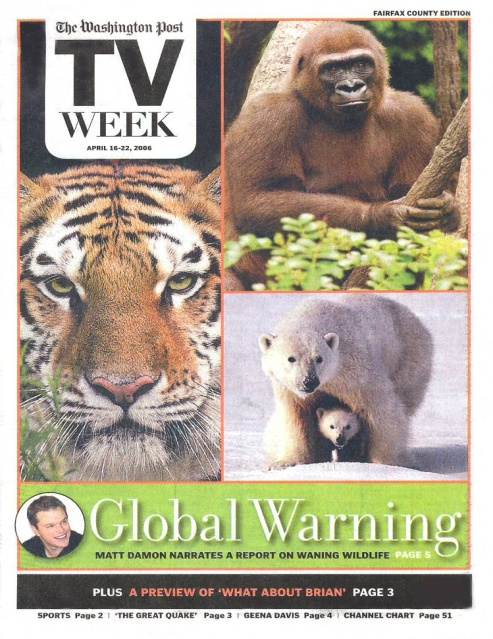 FAIRFAX COUNTY EDITION
The Washington Post
TV
WEEK
APRIL 16-22, 2006
Global Warning
MATT DAMON NARRATES A REPORT ON WANING WILDLIFE PAGE 5
PLUS A PREVIEW OF 'WHAT ABOUT BRIAN' PAGE 3
SPORTS Page 2 | 'THE GREAT QUAKE' Page 3 | GEENA DAVIS Page 4 | CHANNEL CHART Page 51